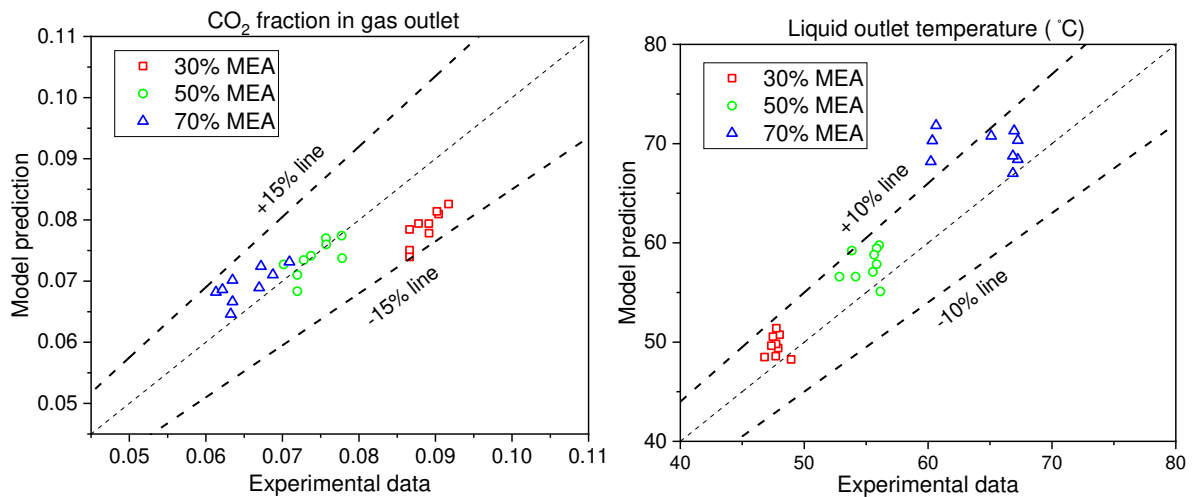 CO₂ fraction in gas outlet
0.11
0.10
0.09
0.08
0.07
0.06
0.05
Model prediction
30% MEA
50% MEA
70% MEA
+15% line
-15% line
0.05 0.06 0.07 0.08 0.09 0.10 0.11
Experimental data
Liquid outlet temperature ( °C)
80
70
60
50
40
Model prediction
30% MEA
50% MEA
70% MEA
+10% line
-10% line
40 50 60 70 80
Experimental data